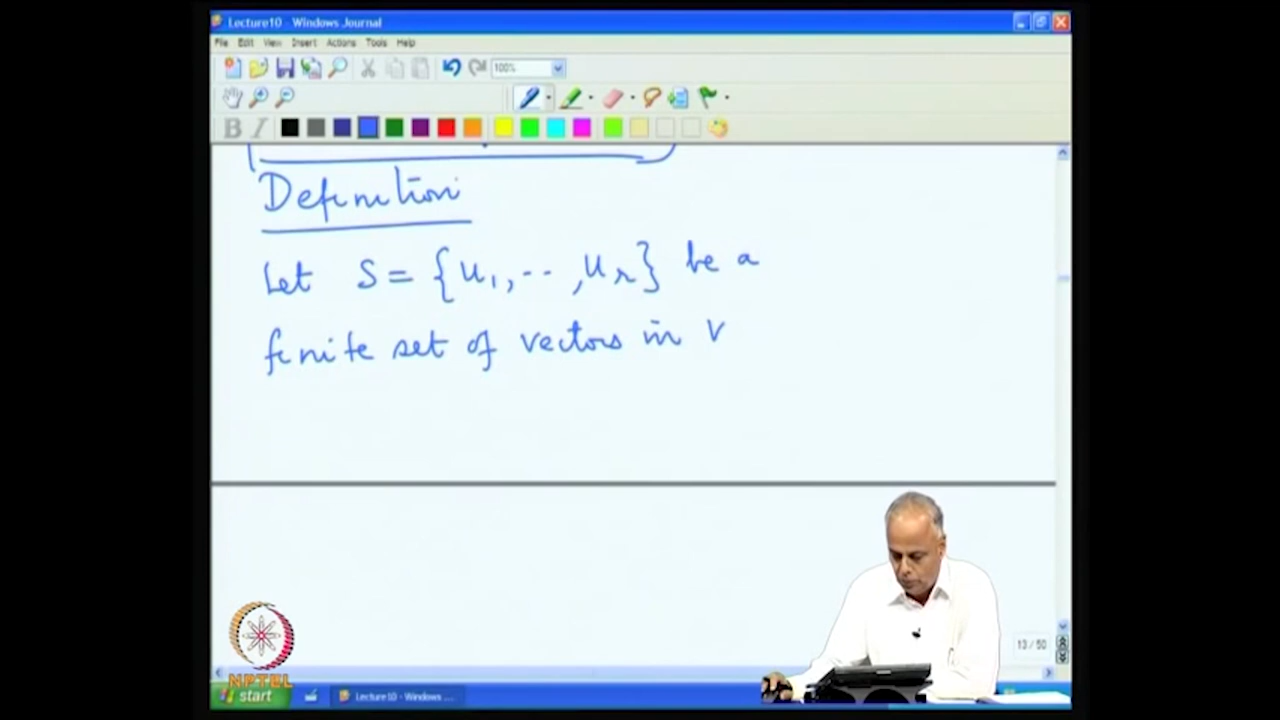 Lecture10 - Windows Journal
File Edit View Insert Actions Tools Help
100%
B I
Definition
Let S = {u₁, -- , uᵣ} be a
finite set of vectors in V
13 / 50
NPTEL
start Lecture10 - Windows ...